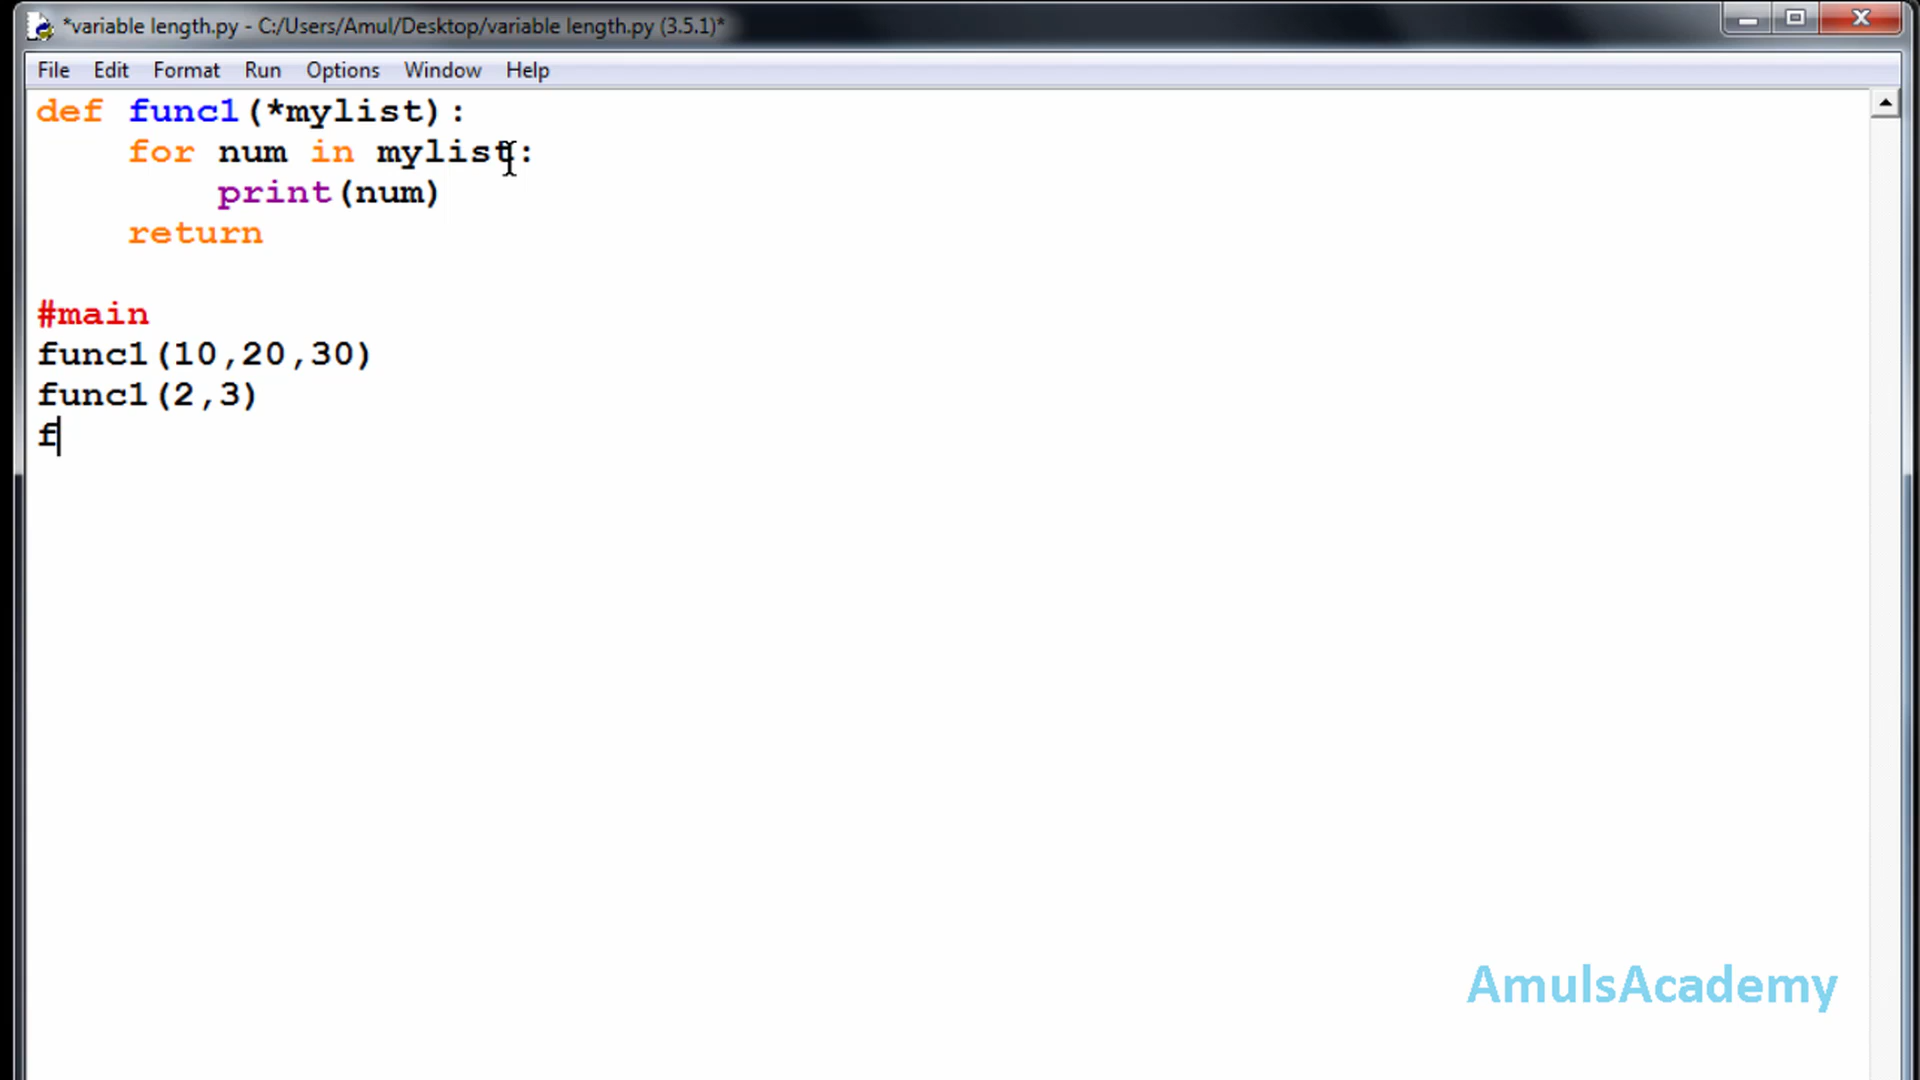 *variable length.py - C:/Users/Amul/Desktop/variable length.py (3.5.1)*
File Edit Format Run Options Window Help
def func1(*mylist):
    for num in mylist:
        print(num)
    return
#main
func1(10,20,30)
func1(2,3)
f
AmulsAcademy